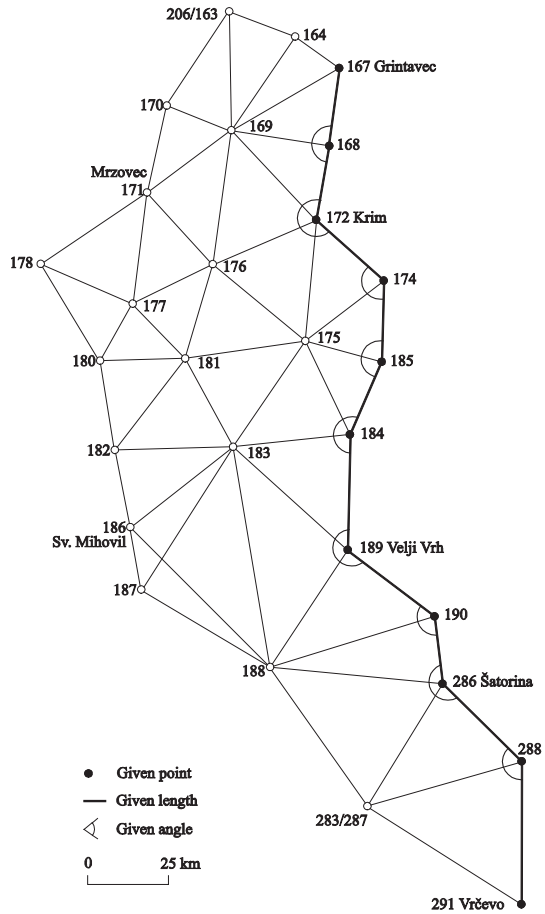 206/163
164
167 Grintavec
170
169
168
Mrzovec
171
172 Krim
178
176
174
177
175
180
181
185
184
182
183
186
Sv. Mihovil
189 Velji Vrh
187
190
188
286 Šatorina
288
Given point
Given length
Given angle
283/287
0 25 km
291 Vrčevo